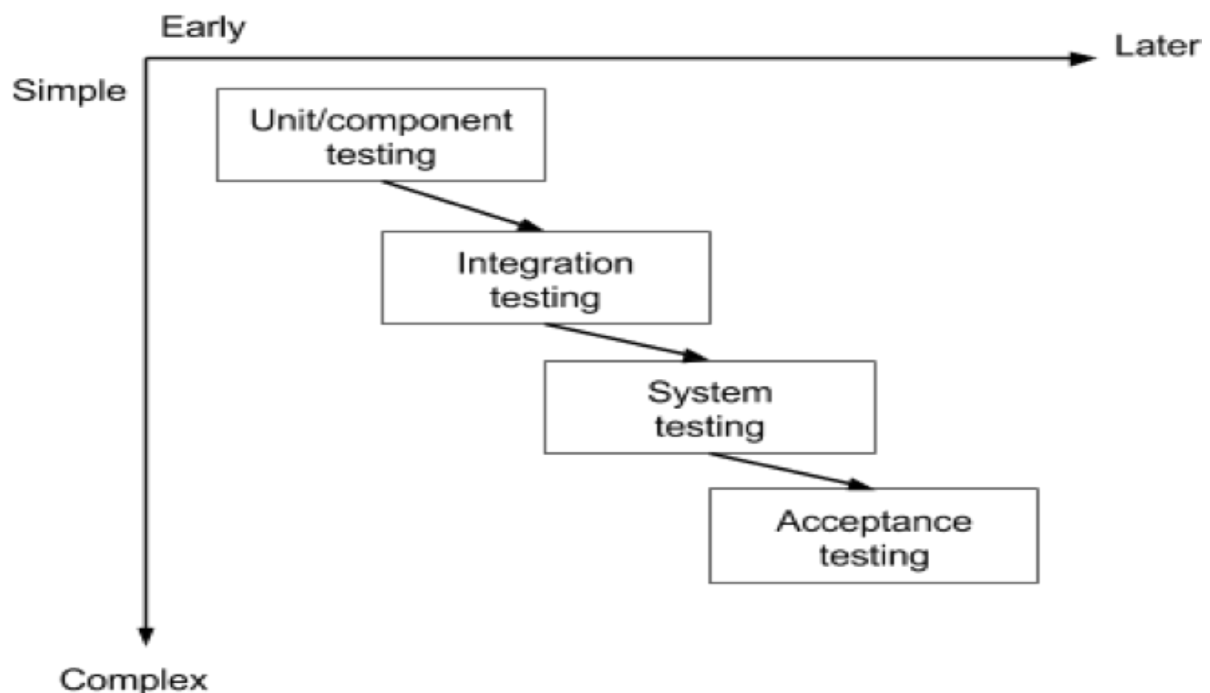 Early
Later
Simple
Unit/component
testing
Integration
testing
System
testing
Acceptance
testing
Complex